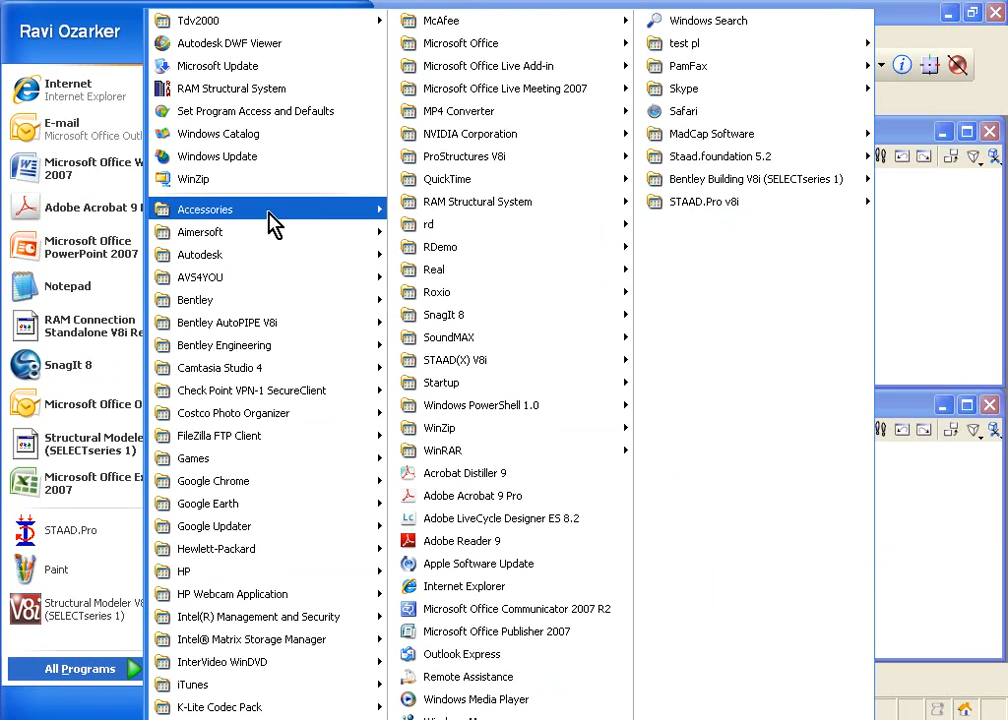 Ravi Ozarker
Internet
Internet Explorer
E-mail
Microsoft Office Outl
Microsoft Office W
2007
Adobe Acrobat 9 
Microsoft Office
PowerPoint 2007
Notepad
RAM Connection
Standalone V8i Re
SnagIt 8
Microsoft Office O
Structural Modeler
(SELECTseries 1)
Microsoft Office E
2007
STAAD.Pro
Paint
Structural Modeler V8
(SELECTseries 1)
V8i
All Programs
Tdv2000
Autodesk DWF Viewer
Microsoft Update
RAM Structural System
Set Program Access and Defaults
Windows Catalog
Windows Update
WinZip
Accessories
Aimersoft
Autodesk
AVS4YOU
Bentley
Bentley AutoPIPE V8i
Bentley Engineering
Camtasia Studio 4
Check Point VPN-1 SecureClient
Costco Photo Organizer
FileZilla FTP Client
Games
Google Chrome
Google Earth
Google Updater
Hewlett-Packard
HP
HP Webcam Application
Intel(R) Management and Security
Intel® Matrix Storage Manager
InterVideo WinDVD
iTunes
K-Lite Codec Pack
McAfee
Microsoft Office
Microsoft Office Live Add-in
Microsoft Office Live Meeting 2007
MP4 Converter
NVIDIA Corporation
ProStructures V8i
QuickTime
RAM Structural System
rd
RDemo
Real
Roxio
SnagIt 8
SoundMAX
STAAD(X) V8i
Startup
Windows PowerShell 1.0
WinZip
WinRAR
Acrobat Distiller 9
Adobe Acrobat 9 Pro
Adobe LiveCycle Designer ES 8.2
Adobe Reader 9
Apple Software Update
Internet Explorer
Microsoft Office Communicator 2007 R2
Microsoft Office Publisher 2007
Outlook Express
Remote Assistance
Windows Media Player
Windows Search
test pl
PamFax
Skype
Safari
MadCap Software
Staad.foundation 5.2
Bentley Building V8i (SELECTseries 1)
STAAD.Pro v8i